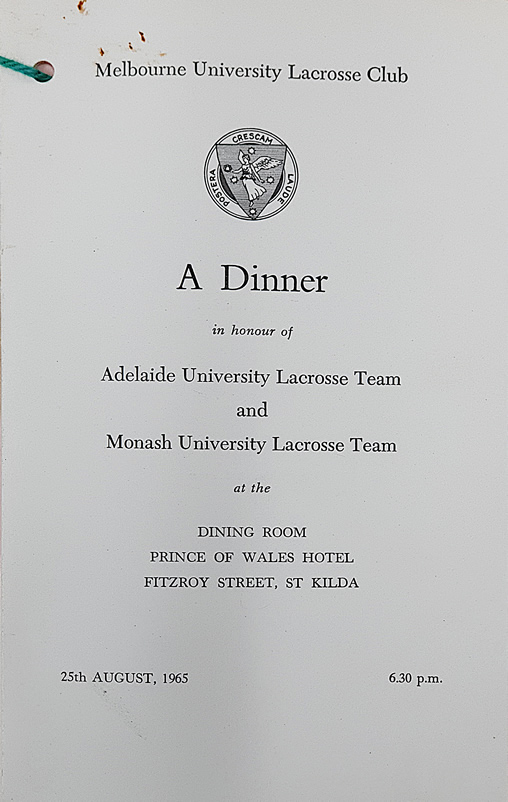 Melbourne University Lacrosse Club
POSTERA CRESCAM LAUDE
A Dinner
in honour of
Adelaide University Lacrosse Team
and
Monash University Lacrosse Team
at the
DINING ROOM
PRINCE OF WALES HOTEL
FITZROY STREET, ST KILDA
25th AUGUST, 1965 6.30 p.m.